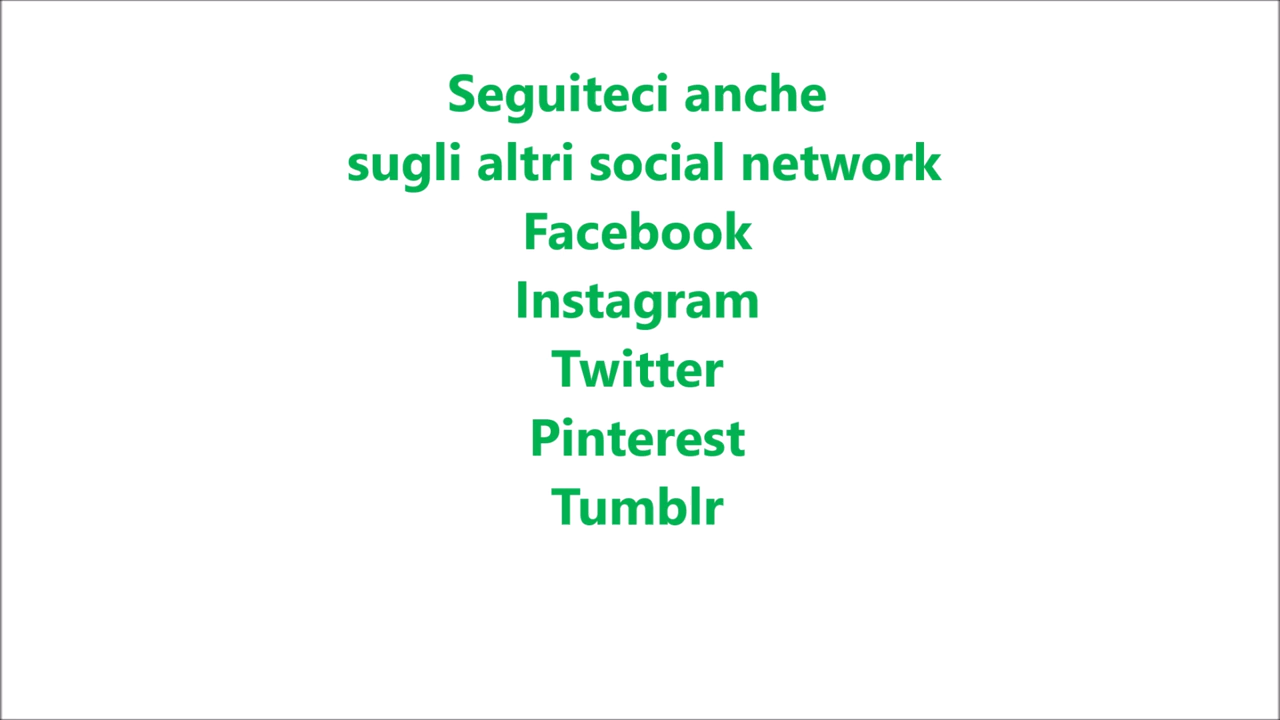 Seguiteci anche
sugli altri social network
Facebook
Instagram
Twitter
Pinterest
Tumblr